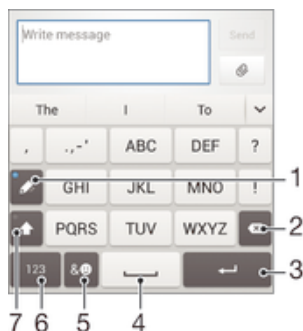 Write message
Send
The I To
, .,-' ABC DEF ?
GHI JKL MNO ! 1
PQRS TUV WXYZ 2
123 &☻ 3
7 6 5 4